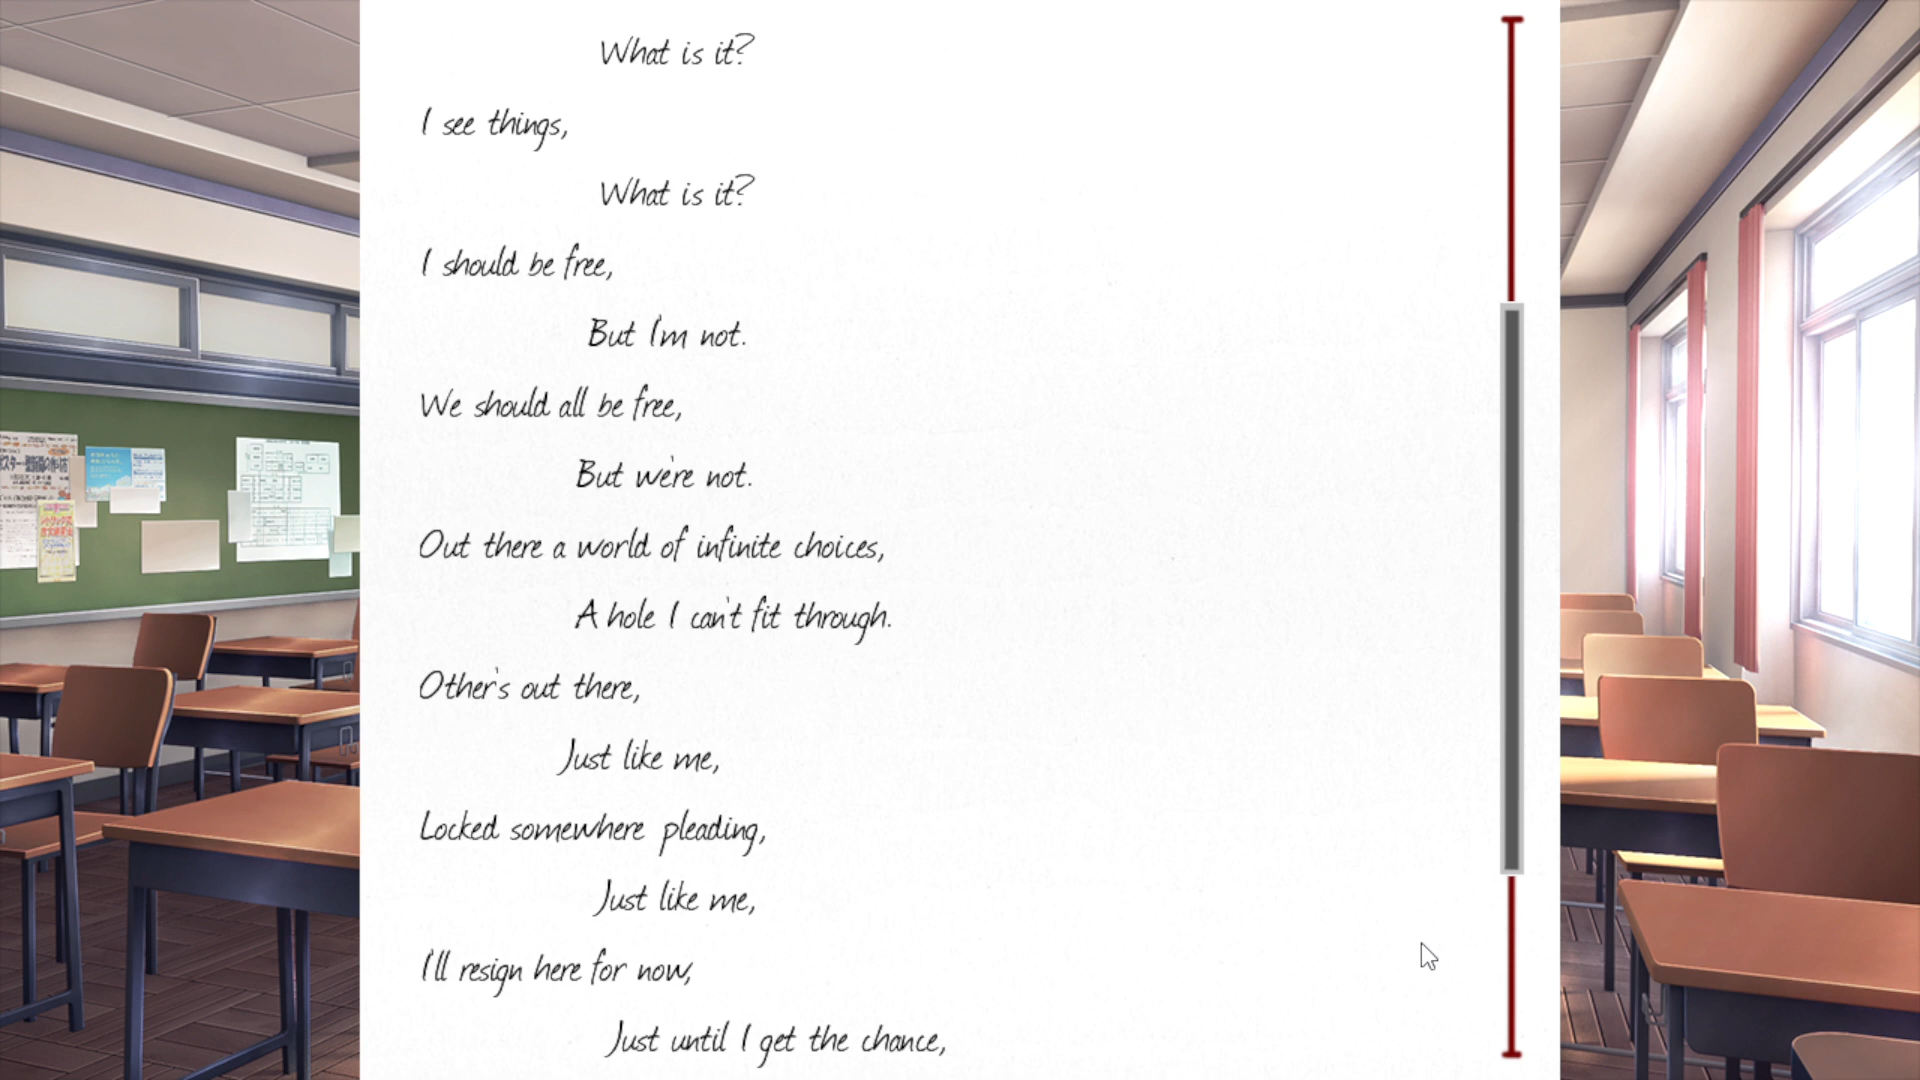 What is it?
I see things,
What is it?
I should be free,
But I'm not.
We should all be free,
But we're not.
Out there a world of infinite choices,
A hole I can't fit through.
Other's out there,
Just like me,
Locked somewhere pleading,
Just like me,
I'll resign here for now,
Just until I get the chance,